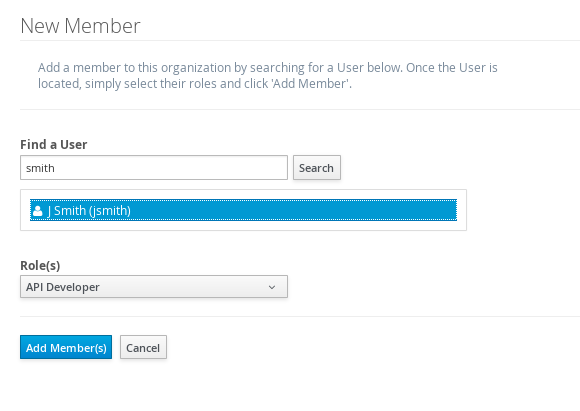 New Member
Add a member to this organization by searching for a User below. Once the User is
located, simply select their roles and click 'Add Member'.
Find a User
smith
Search
J Smith (jsmith)
Role(s)
API Developer
Add Member(s)
Cancel